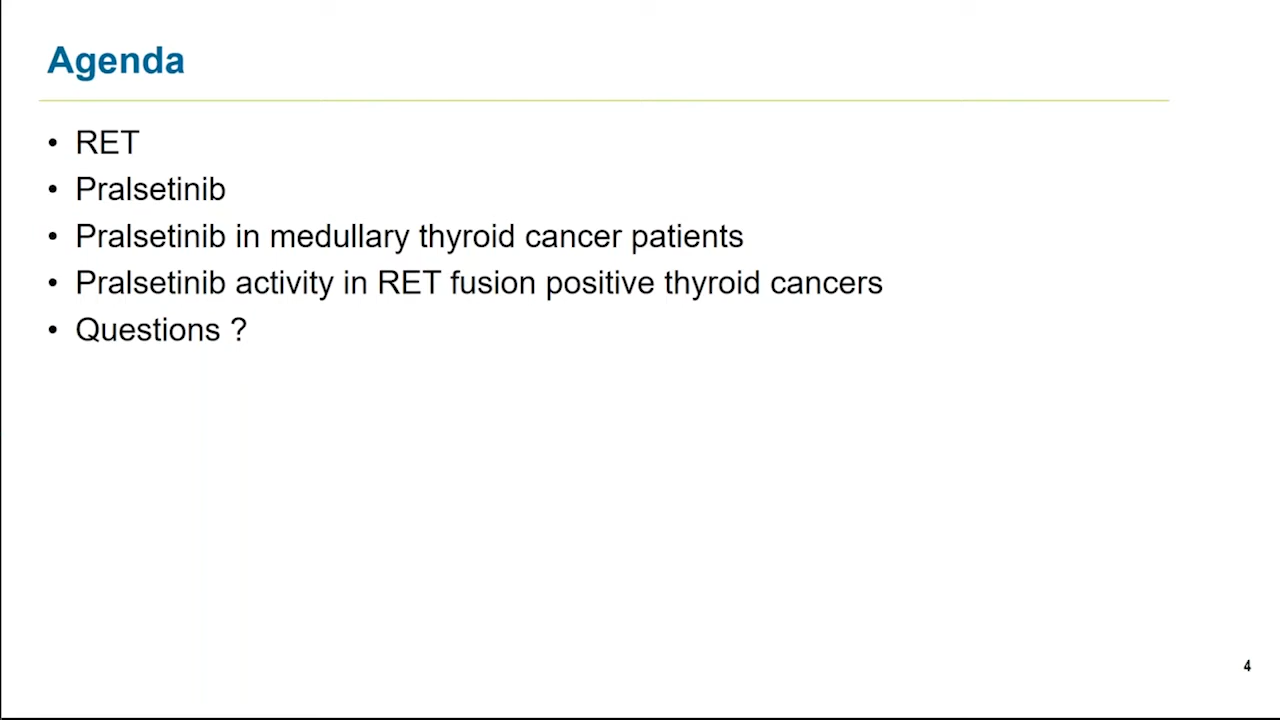 Agenda
• RET
• Pralsetinib
• Pralsetinib in medullary thyroid cancer patients
• Pralsetinib activity in RET fusion positive thyroid cancers
• Questions ?
4